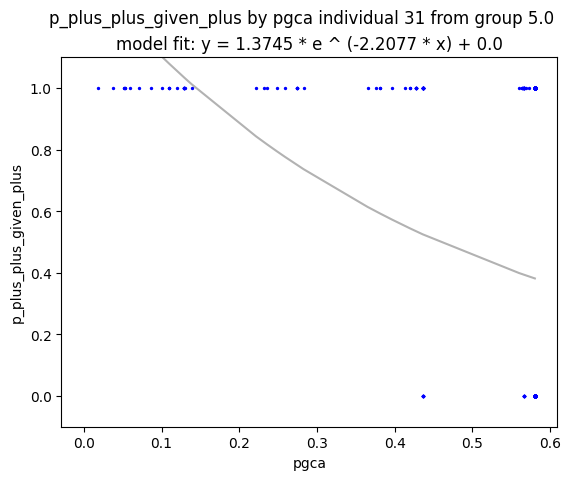 p_plus_plus_given_plus by pgca individual 31 from group 5.0
model fit: y = 1.3745 * e ^ (-2.2077 * x) + 0.0
p_plus_plus_given_plus
1.0
0.8
0.6
0.4
0.2
0.0
0.0 0.1 0.2 0.3 0.4 0.5 0.6
pgca